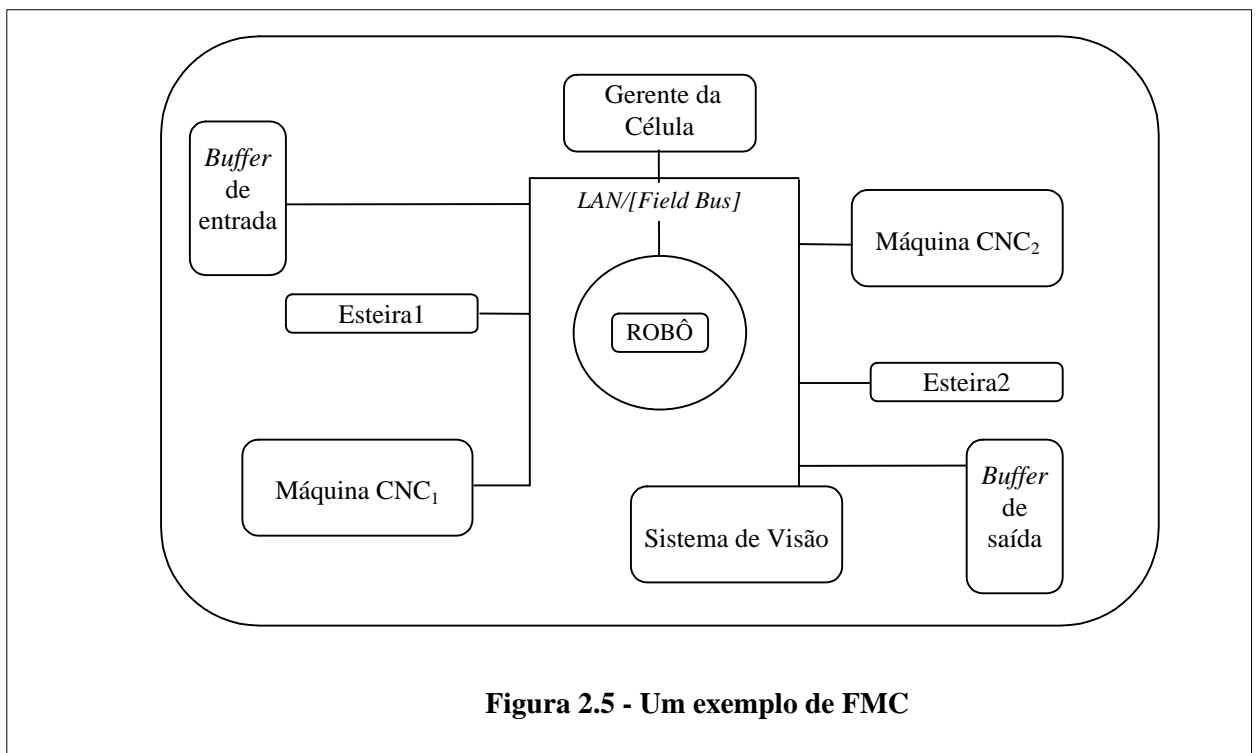 Gerente da
Célula
Buffer
de
entrada
LAN/[Field Bus]
Máquina CNC₂
Esteira1
ROBÔ
Esteira2
Máquina CNC₁
Sistema de Visão
Buffer
de
saída
Figura 2.5 - Um exemplo de FMC